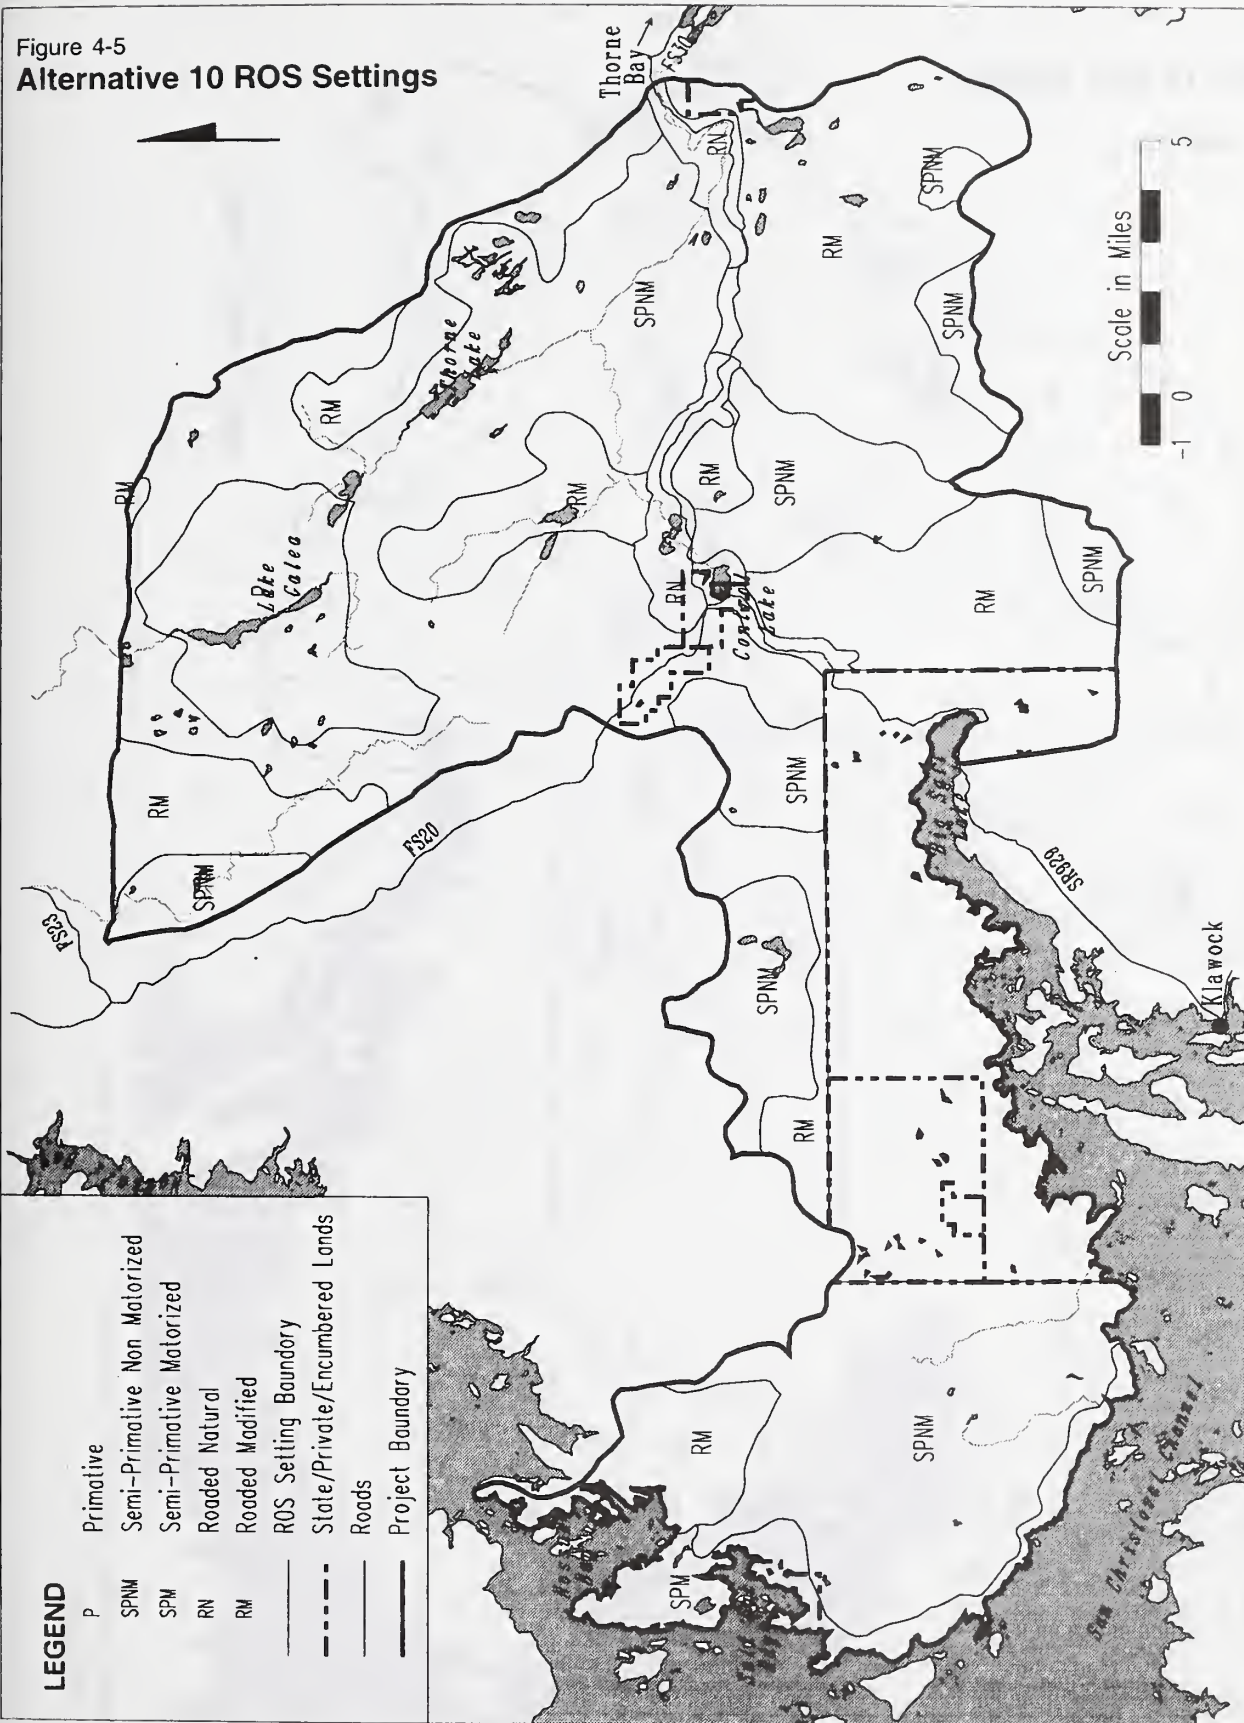 Figure 4-5
Alternative 10 ROS Settings
Thorne
Bay
FS30
RN
SPNM
RM
SPNM
SPNM
Scale in Miles
-1 0 5
Thorne
Lake
RM
RM
Lake
Galea
RM
RM
SPNM
RN
Lake
RM
SPNM
RM
SPNM
SPNM
FS20
FS23
SPNM
RM
Big Salt
Lake
SR929
Klawock
RM
SPNM
SPM
Salt
Bay
San Christoval Channel
LEGEND
P Primative
SPNM Semi-Primative Non Matorized
SPM Semi-Primative Matorized
RN Roaded Natural
RM Roaded Modified
ROS Setting Boundary
State/Private/Encumbered Lands
Roads
Project Boundary